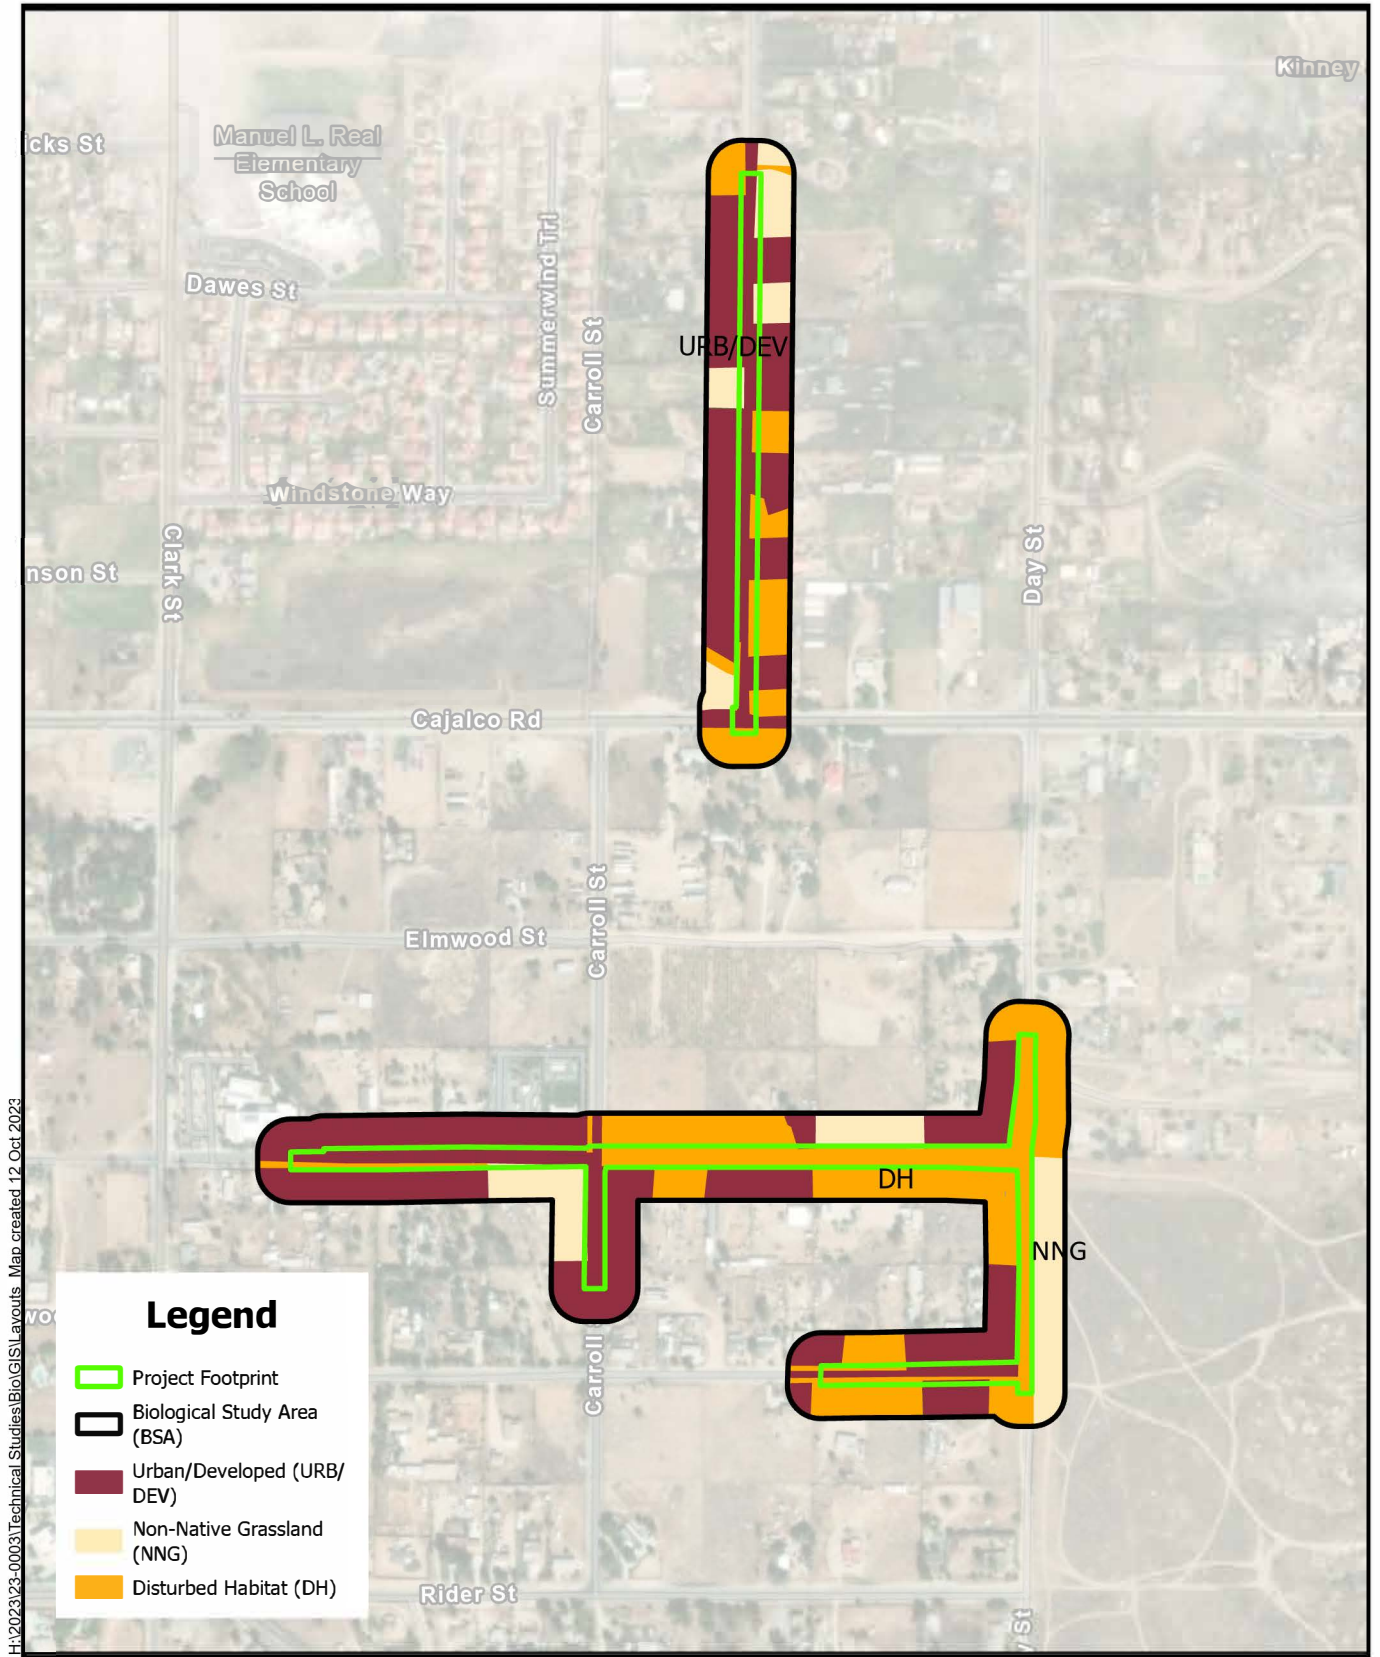 Kinney
icks St
Manuel L. Real
Elementary
School
Summerwind Trl
Dawes St
Carroll St
URB/DEV
Windstone Way
Clark St
Day St
nson St
Cajalco Rd
Carroll St
Elmwood St
DH
NNG
Carroll
Rider St
St
Legend
Project Footprint
Biological Study Area
(BSA)
Urban/Developed (URB/
DEV)
Non-Native Grassland
(NNG)
Disturbed Habitat (DH)
H:\2023\23-0003\Technical Studies\Bio\GIS\Layouts Map created 12 Oct 2023